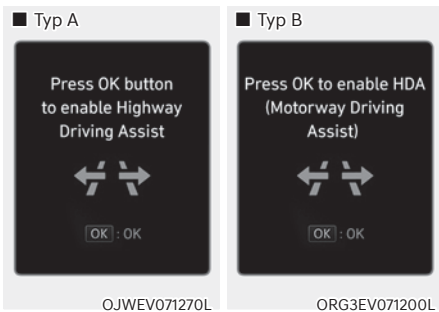 ■ Typ A
Press OK button
to enable Highway
Driving Assist
OK : OK
OJWEV071270L
■ Typ B
Press OK to enable HDA
(Motorway Driving
Assist)
OK : OK
ORG3EV071200L